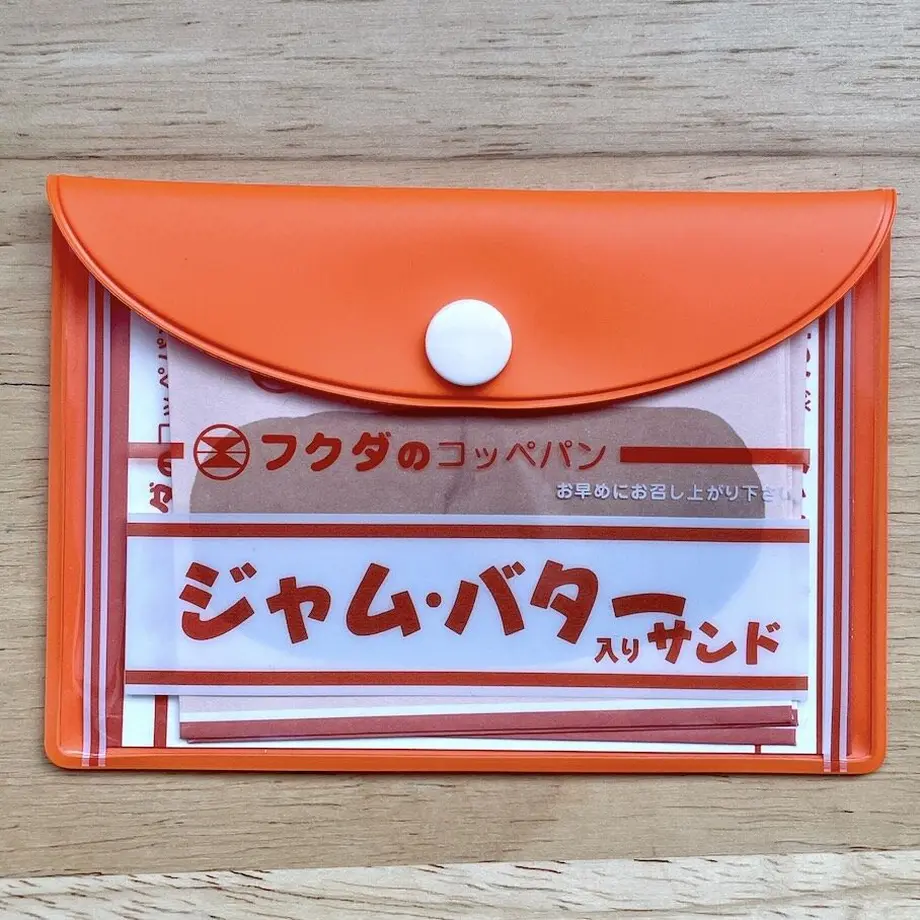 フクダのコッペパン
お早めにお召し上がり下さい
ジャム・バター
入りサンド